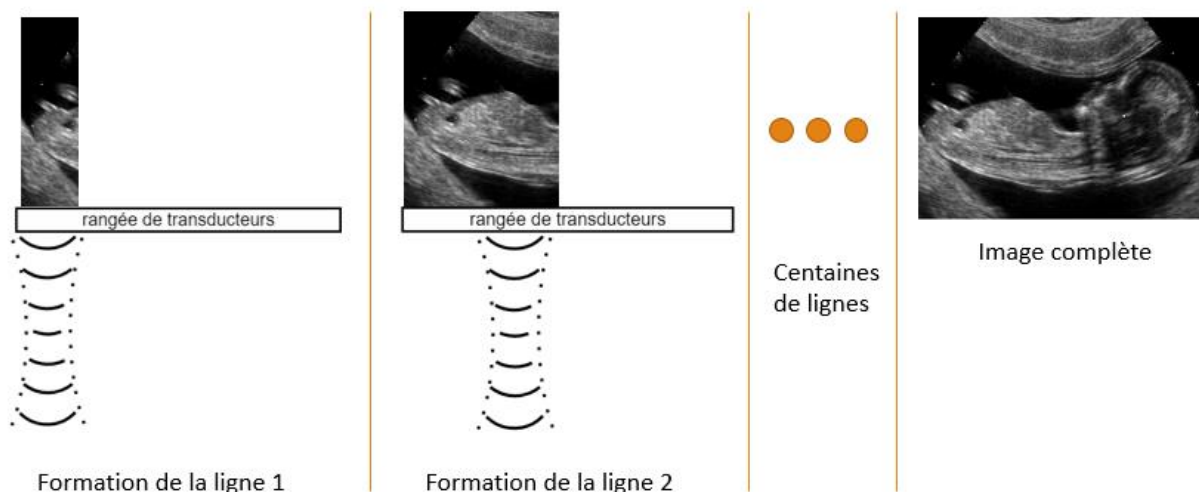 rangée de transducteurs
Formation de la ligne 1
rangée de transducteurs
Formation de la ligne 2
Centaines
de lignes
Image complète